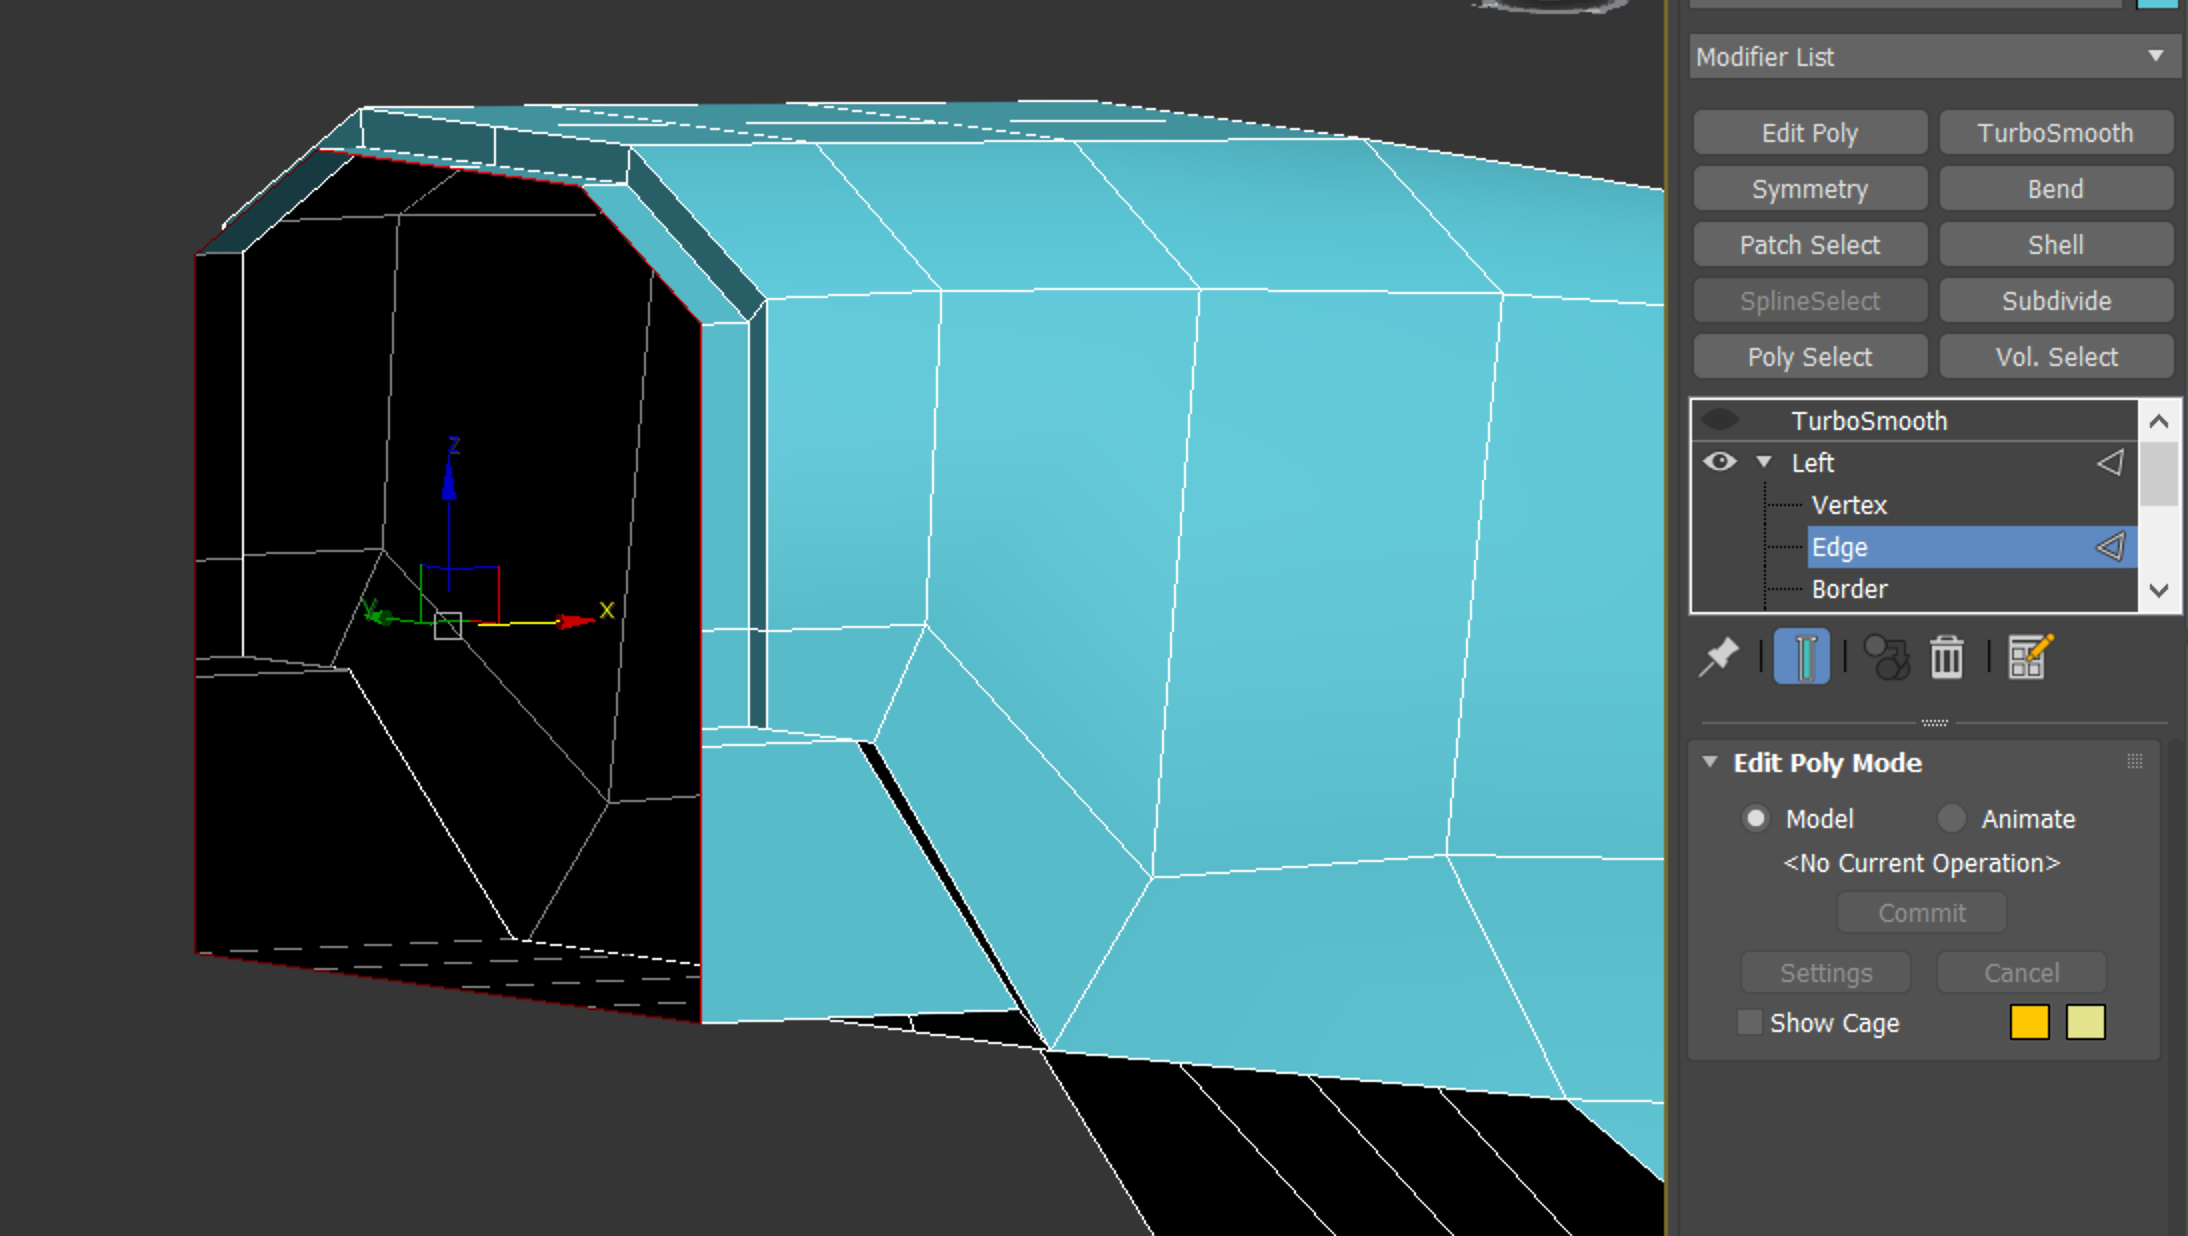 Modifier List
Edit Poly TurboSmooth
Symmetry Bend
Patch Select Shell
SplineSelect Subdivide
Poly Select Vol. Select
TurboSmooth
Left
Vertex
Edge
Border
Edit Poly Mode
Model Animate
<No Current Operation>
Commit
Settings Cancel
Show Cage
Z
Y X